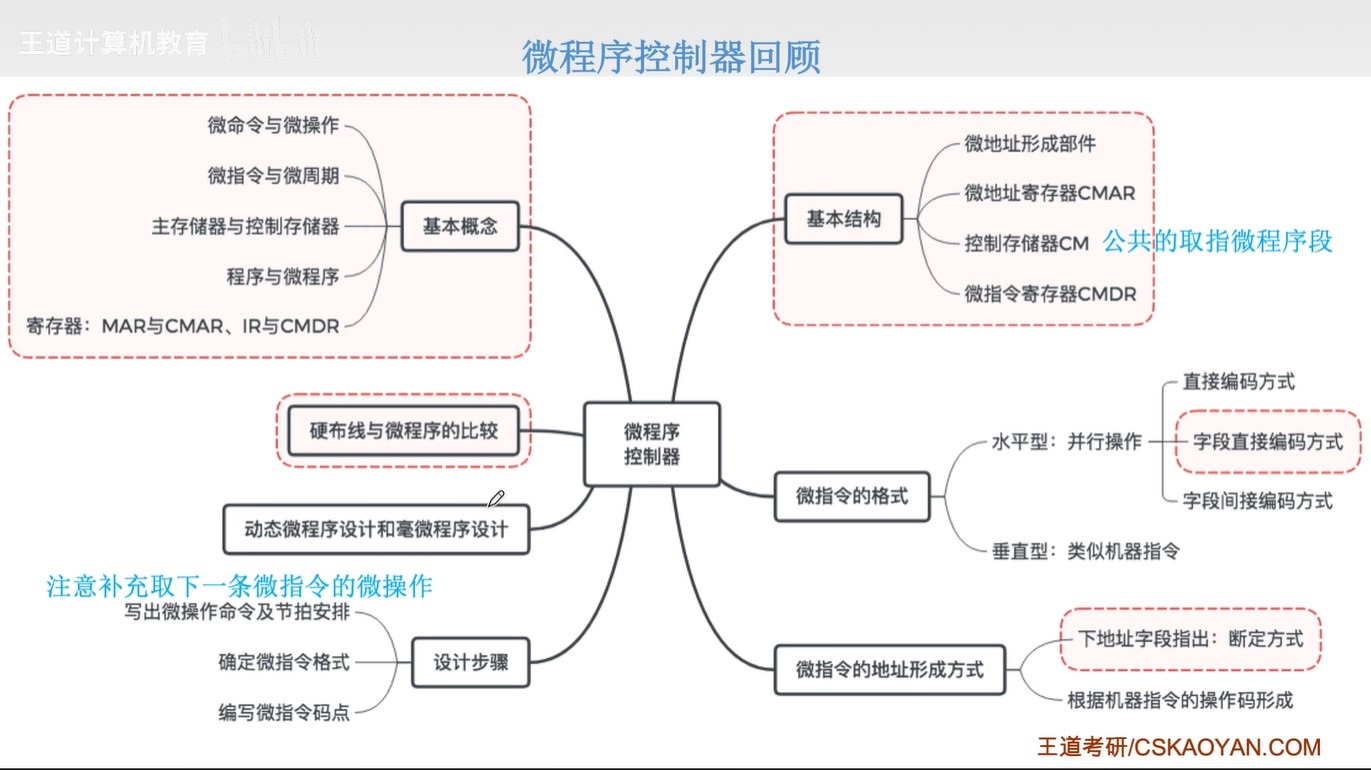 王道计算机教育
微程序控制器回顾
微命令与微操作
微指令与微周期
主存储器与控制存储器
程序与微程序
寄存器：MAR与CMAR、IR与CMDR
基本概念
硬布线与微程序的比较
动态微程序设计和毫微程序设计
注意补充取下一条微指令的微操作
写出微操作命令及节拍安排
确定微指令格式
编写微指令码点
设计步骤
微程序
控制器
基本结构
微地址形成部件
微地址寄存器CMAR
控制存储器CM 公共的取指微程序段
微指令寄存器CMDR
微指令的格式
水平型：并行操作
直接编码方式
字段直接编码方式
字段间接编码方式
垂直型：类似机器指令
微指令的地址形成方式
下地址字段指出：断定方式
根据机器指令的操作码形成
王道考研/CSKAOYAN.COM